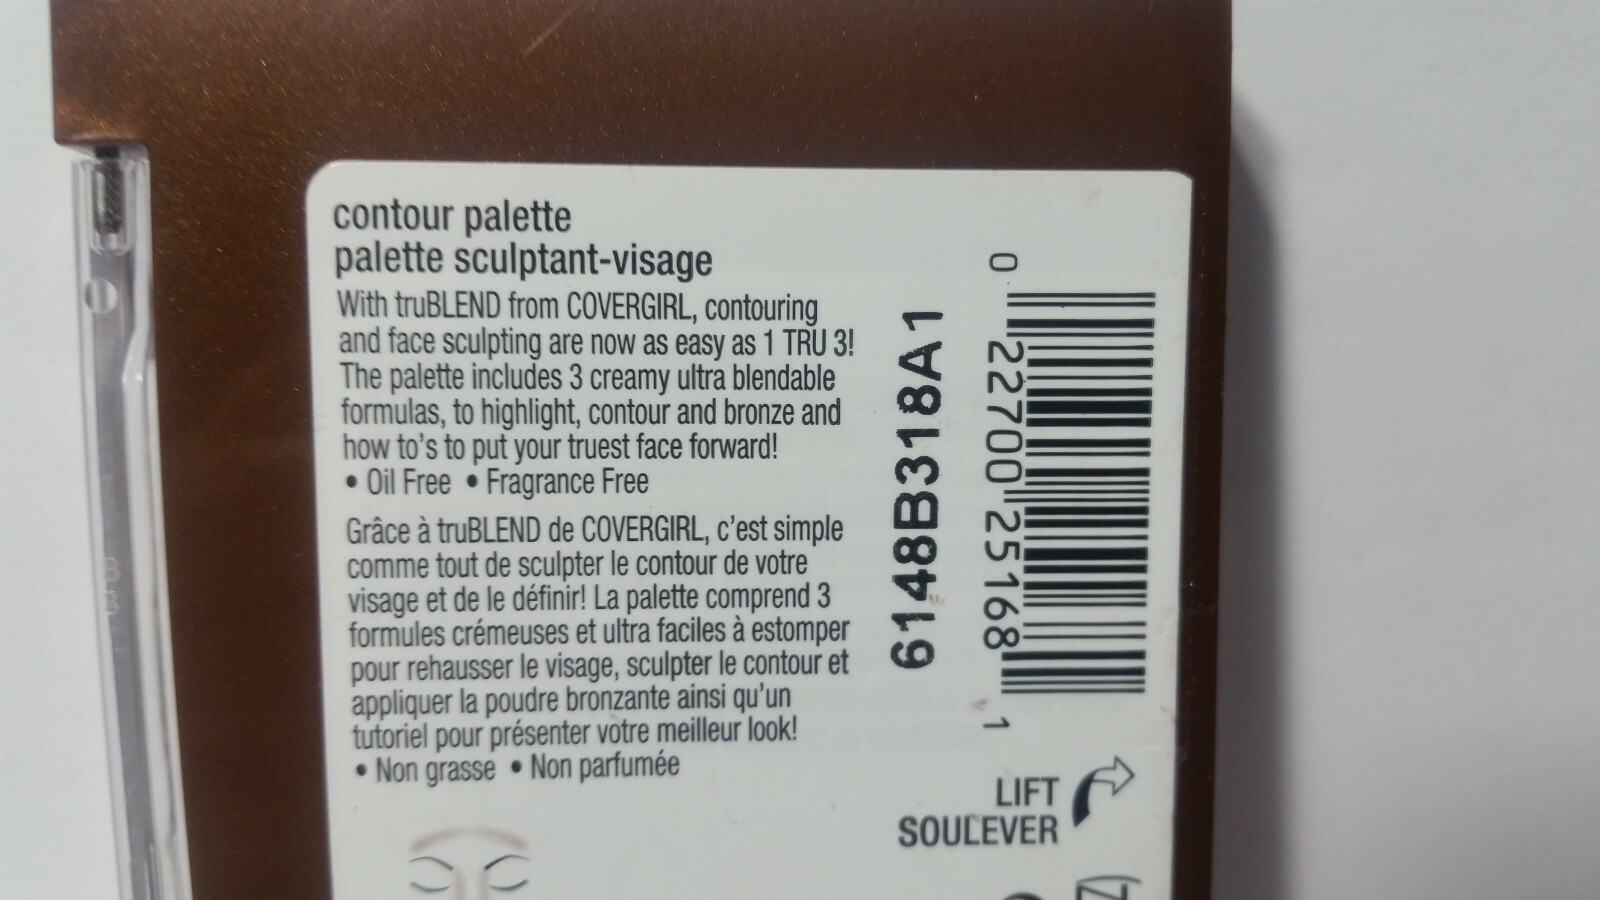 contour palette
palette sculptant-visage
With truBLEND from COVERGIRL, contouring
and face sculpting are now as easy as 1 TRU 3!
The palette includes 3 creamy ultra blendable
formulas, to highlight, contour and bronze and
how to's to put your truest face forward!
• Oil Free • Fragrance Free
Grâce à truBLEND de COVERGIRL, c'est simple
comme tout de sculpter le contour de votre
visage et de le définir! La palette comprend 3
formules crémeuses et ultra faciles à estomper
pour rehausser le visage, sculpter le contour et
appliquer la poudre bronzante ainsi qu'un
tutoriel pour présenter votre meilleur look!
• Non grasse • Non parfumée
6148B318A1
0 22700 25168 1
LIFT
SOULEVER